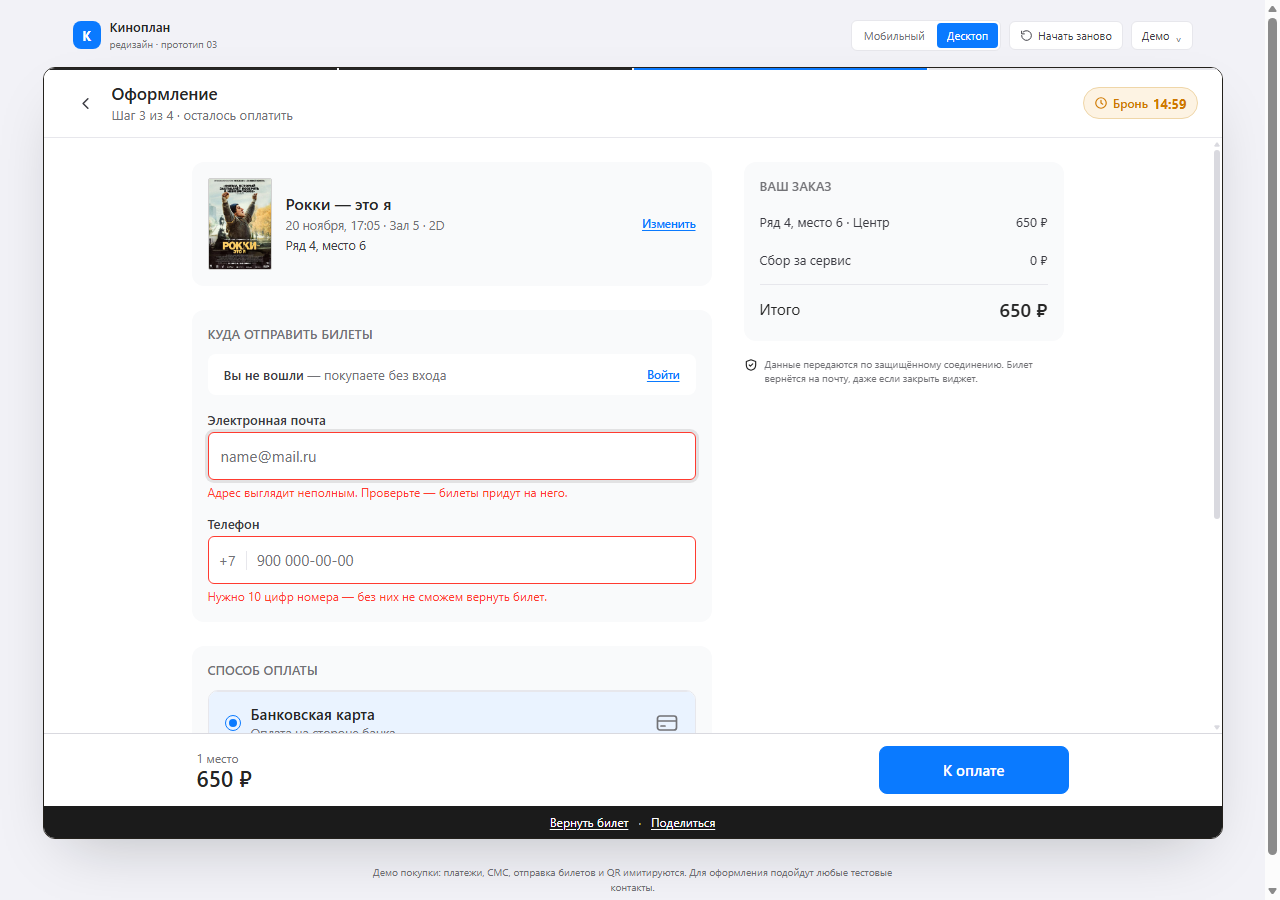 K
Киноплан
редизайн · прототип 03
Мобильный
Десктоп
Начать заново
Демо
Оформление
Шаг 3 из 4 · осталось оплатить
Бронь 14:59
РОККИ
ЭТО Я
Рокки — это я
20 ноября, 17:05 · Зал 5 · 2D
Ряд 4, место 6
Изменить
ВАШ ЗАКАЗ
Ряд 4, место 6 · Центр 650 ₽
Сбор за сервис 0 ₽
Итого 650 ₽
Данные передаются по защищённому соединению. Билет
вернётся на почту, даже если закрыть виджет.
КУДА ОТПРАВИТЬ БИЛЕТЫ
Вы не вошли — покупаете без входа
Войти
Электронная почта
name@mail.ru
Адрес выглядит неполным. Проверьте — билеты придут на него.
Телефон
+7 900 000-00-00
Нужно 10 цифр номера — без них не сможем вернуть билет.
СПОСОБ ОПЛАТЫ
Банковская карта
Оплата на стороне банка
1 место
650 ₽
К оплате
Вернуть билет · Поделиться
Демо покупки: платежи, СМС, отправка билетов и QR имитируются. Для оформления подойдут любые тестовые
контакты.